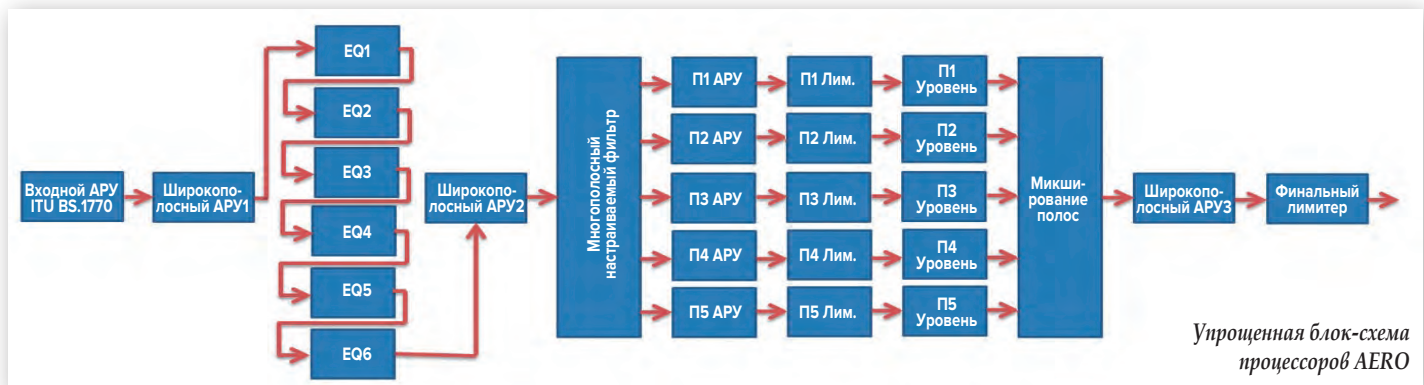 Входной АРУ
ITU BS.1770
Широкопо-
лосный АРУ1
EQ1
EQ2
EQ3
EQ4
EQ5
EQ6
Широкопо-
лосный АРУ2
Многополосный
настраиваемый фильтр
П1 АРУ
П1 Лим.
П1
Уровень
П2 АРУ
П2 Лим.
П2
Уровень
П3 АРУ
П3 Лим.
П3
Уровень
П4 АРУ
П4 Лим.
П4
Уровень
П5 АРУ
П5 Лим.
П5
Уровень
Микши-
рование
полос
Широкопо-
лосный АРУ3
Финальный
лимитер
Упрощенная блок-схема
процессоров AERO